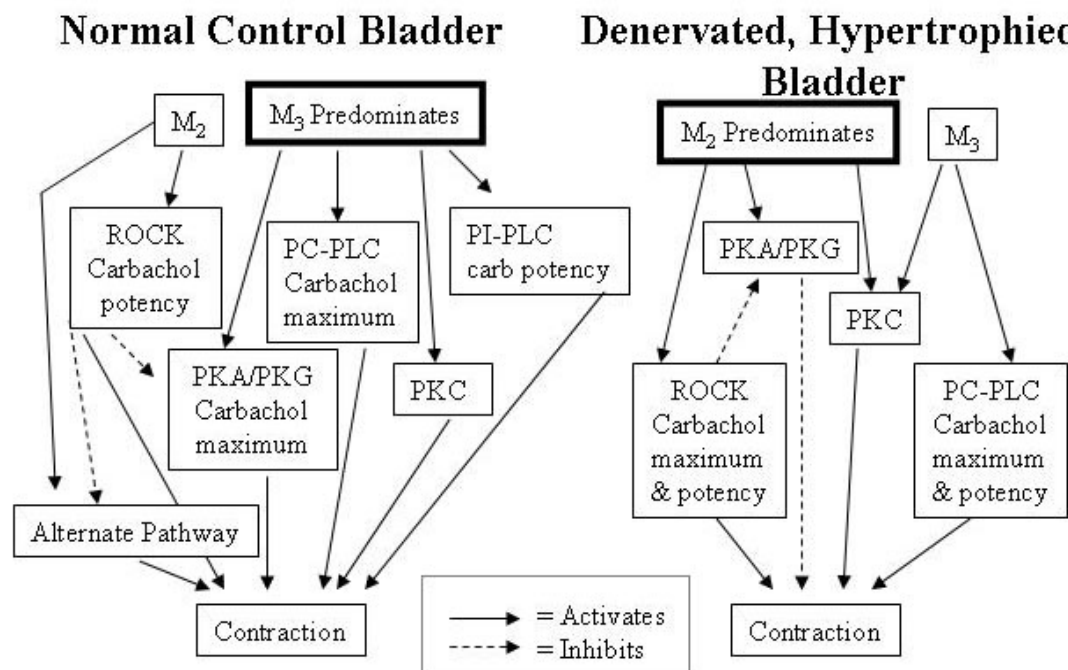 Normal Control Bladder
M₂
M₃ Predominates
ROCK
Carbachol
potency
PC-PLC
Carbachol
maximum
PI-PLC
carb potency
PKA/PKG
Carbachol
maximum
PKC
Alternate Pathway
Contraction
Denervated, Hypertrophied
Bladder
M₂ Predominates
M₃
PKA/PKG
PKC
ROCK
Carbachol
maximum
& potency
PC-PLC
Carbachol
maximum
& potency
Contraction
= Activates
= Inhibits